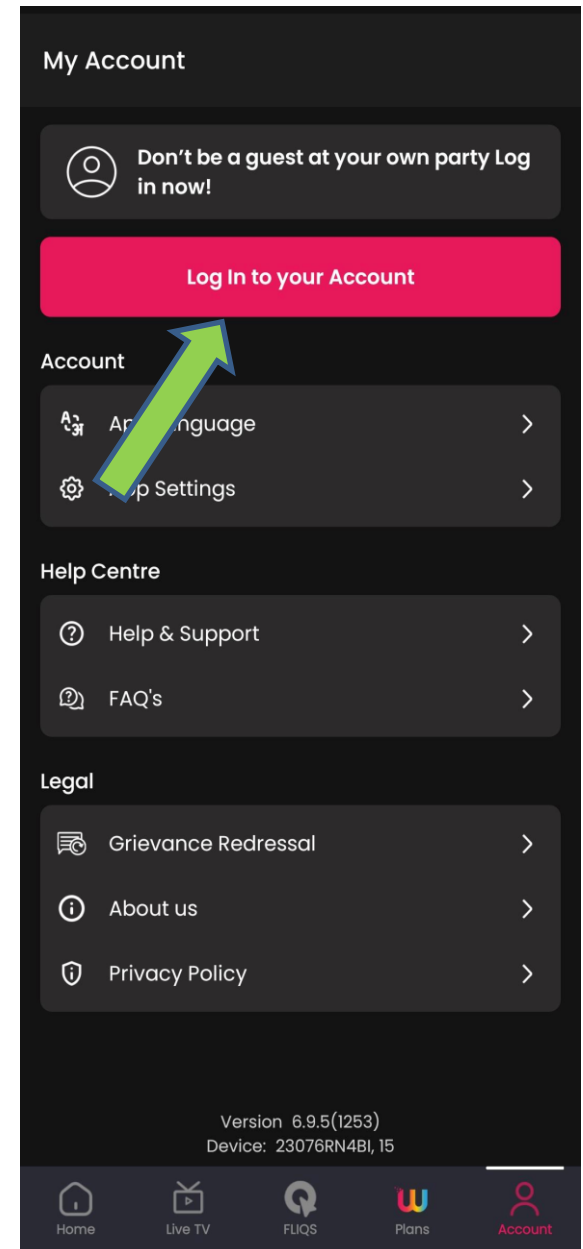 My Account
Don't be a guest at your own party Log
in now!
Log In to your Account
Account
A
अ
Help Centre
Settings
Help & Support
FAQ's
Legal
Grievance Redressal
About us
Privacy Policy
Version 6.9.5(1253)
Device: 23076RN4BI, 15
Home
Live TV
FLIQS
Plans
Account